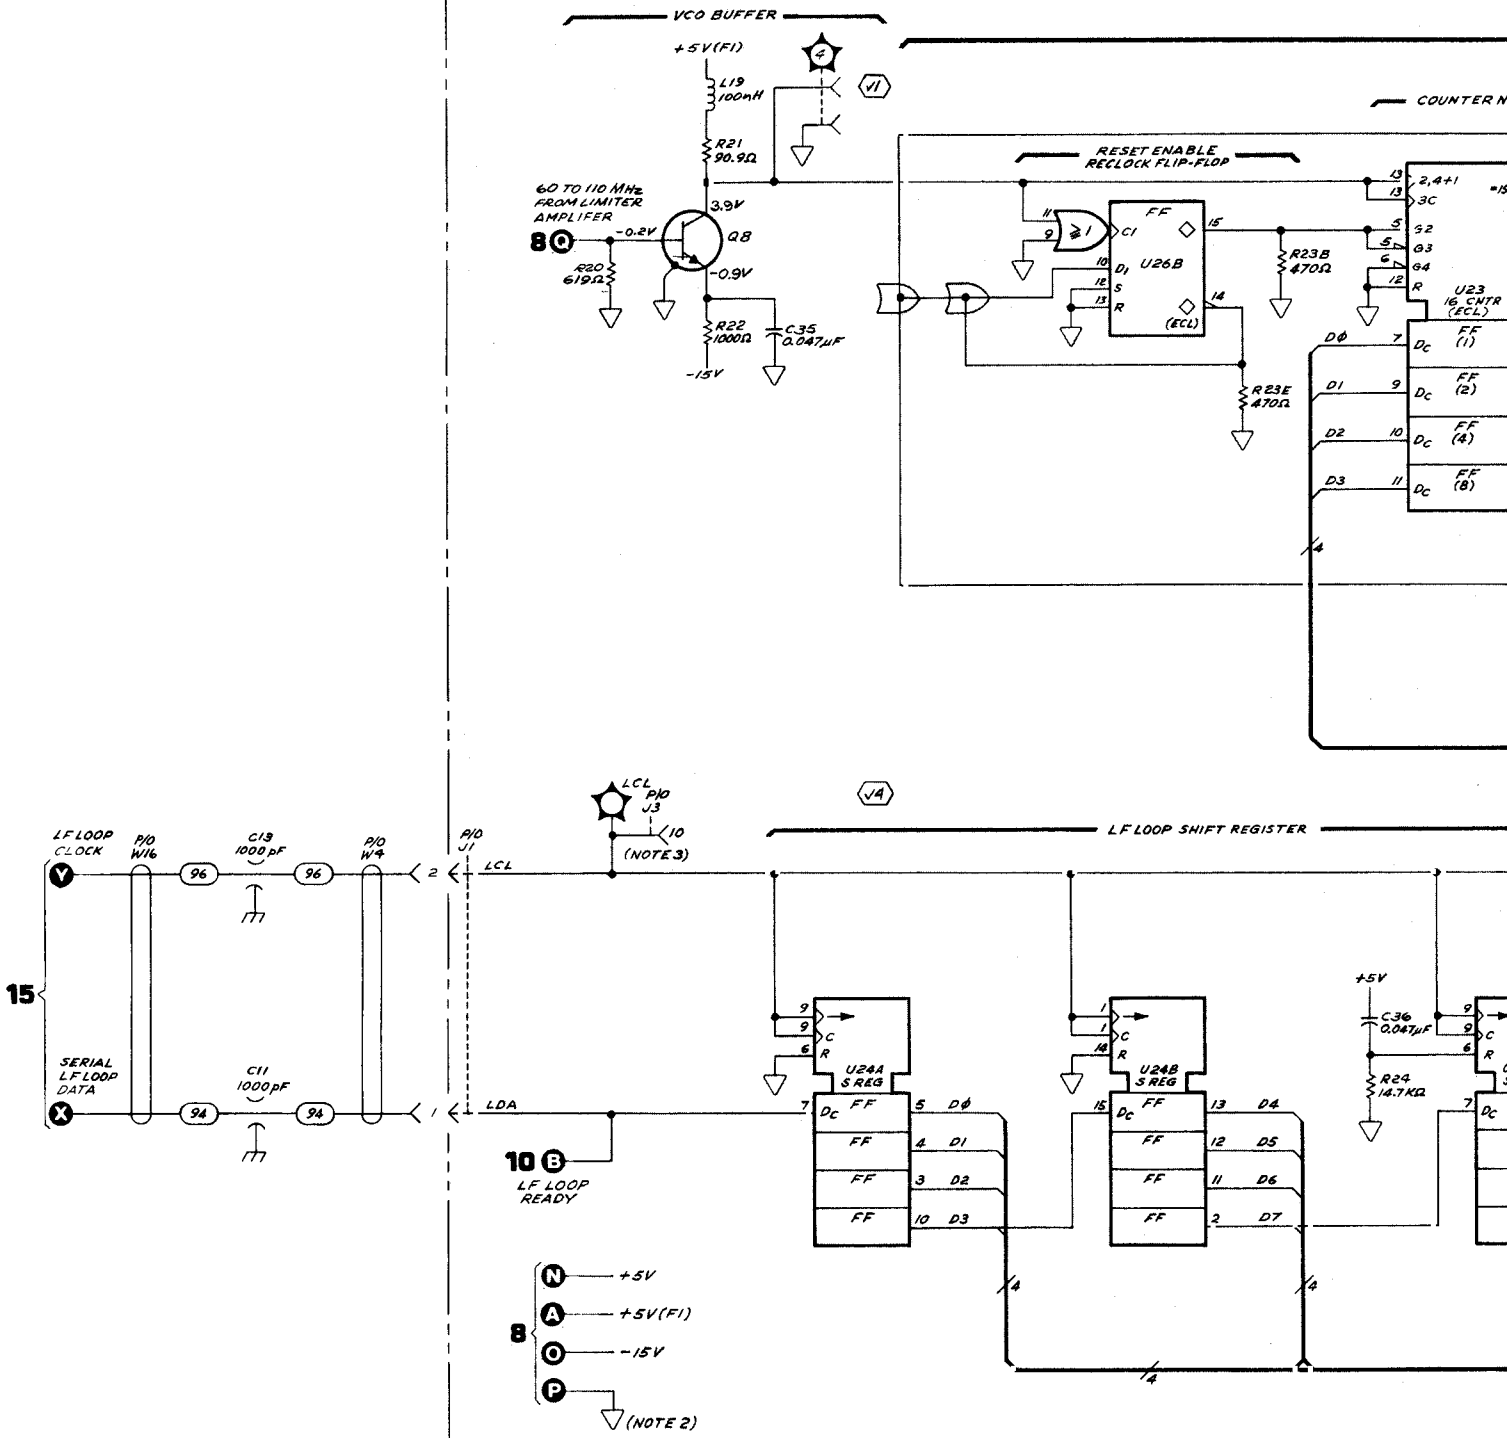 VCO BUFFER
+5V(F1)
4
L19
100nH
√1
COUNTER N
R21
90.9Ω
RESET ENABLE
RECLOCK FLIP-FLOP
60 TO 110 MHz
FROM LIMITER
AMPLIFER
8 Q
-0.2V
3.9V
Q8
-0.9V
R20
619Ω
R22
1000Ω
C35
0.047μF
-15V
11
9
≥1
FF
C1
U26B
10 D1
12 S
13 R
15
14
(ECL)
R23B
470Ω
R23E
470Ω
13 2,4+1
13 3C
5 G2
5 G3
6 G4
12 R
U23
16 CNTR
(ECL)
DØ 7 DC FF
(1)
D1 9 DC FF
(2)
D2 10 DC FF
(4)
D3 11 DC FF
(8)
4
LCL
P/O
J3
10
(NOTE 3)
√4
LF LOOP SHIFT REGISTER
LF LOOP
CLOCK
Y
P/O
W16
96
C13
1000pF
96
P/O
W4
2
P/O
J1
LCL
15
SERIAL
LF LOOP
DATA
X
94
C11
1000pF
94
1
LDA
10 B
LF LOOP
READY
9
9 C
6 R
U24A
S REG
7 DC FF 5 DØ
FF 4 D1
FF 3 D2
FF 10 D3
1
1 C
14 R
U24B
S REG
15 DC FF 13 D4
FF 12 D5
FF 11 D6
FF 2 D7
+5V
C36
0.047μF
R24
14.7KΩ
9
9 C
6 R
7 DC
4
4
4
8
N +5V
A +5V(F1)
O -15V
P
(NOTE 2)